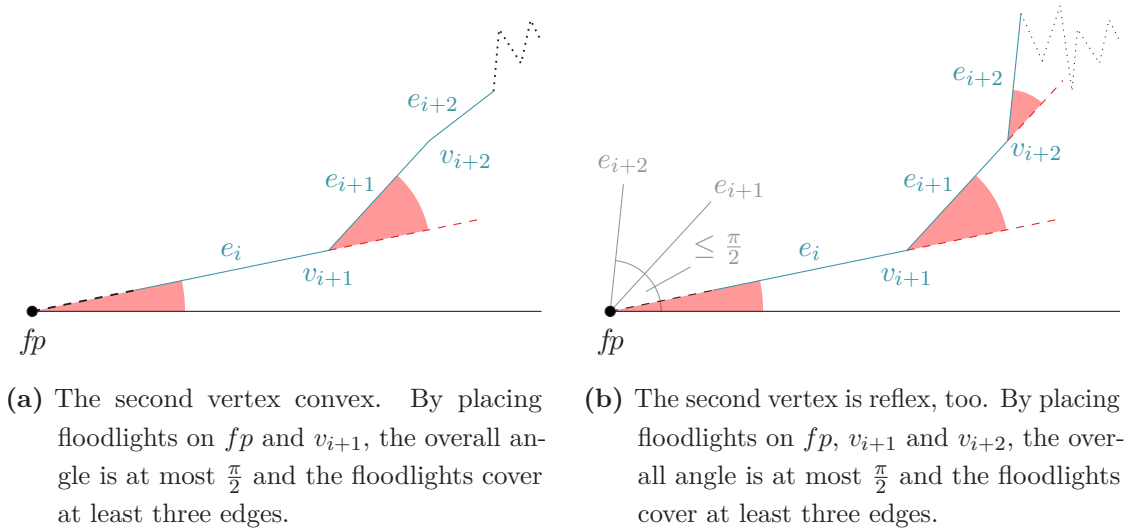 e_{i+2}
v_{i+2}
e_{i+1}
e_i
v_{i+1}
fp
e_{i+2}
v_{i+2}
e_{i+2}
e_{i+1}
e_{i+1}
≤ π/2
e_i
v_{i+1}
fp
(a) The second vertex convex. By placing
floodlights on fp and v_{i+1}, the overall an-
gle is at most π/2 and the floodlights cover
at least three edges.
(b) The second vertex is reflex, too. By placing
floodlights on fp, v_{i+1} and v_{i+2}, the over-
all angle is at most π/2 and the floodlights
cover at least three edges.